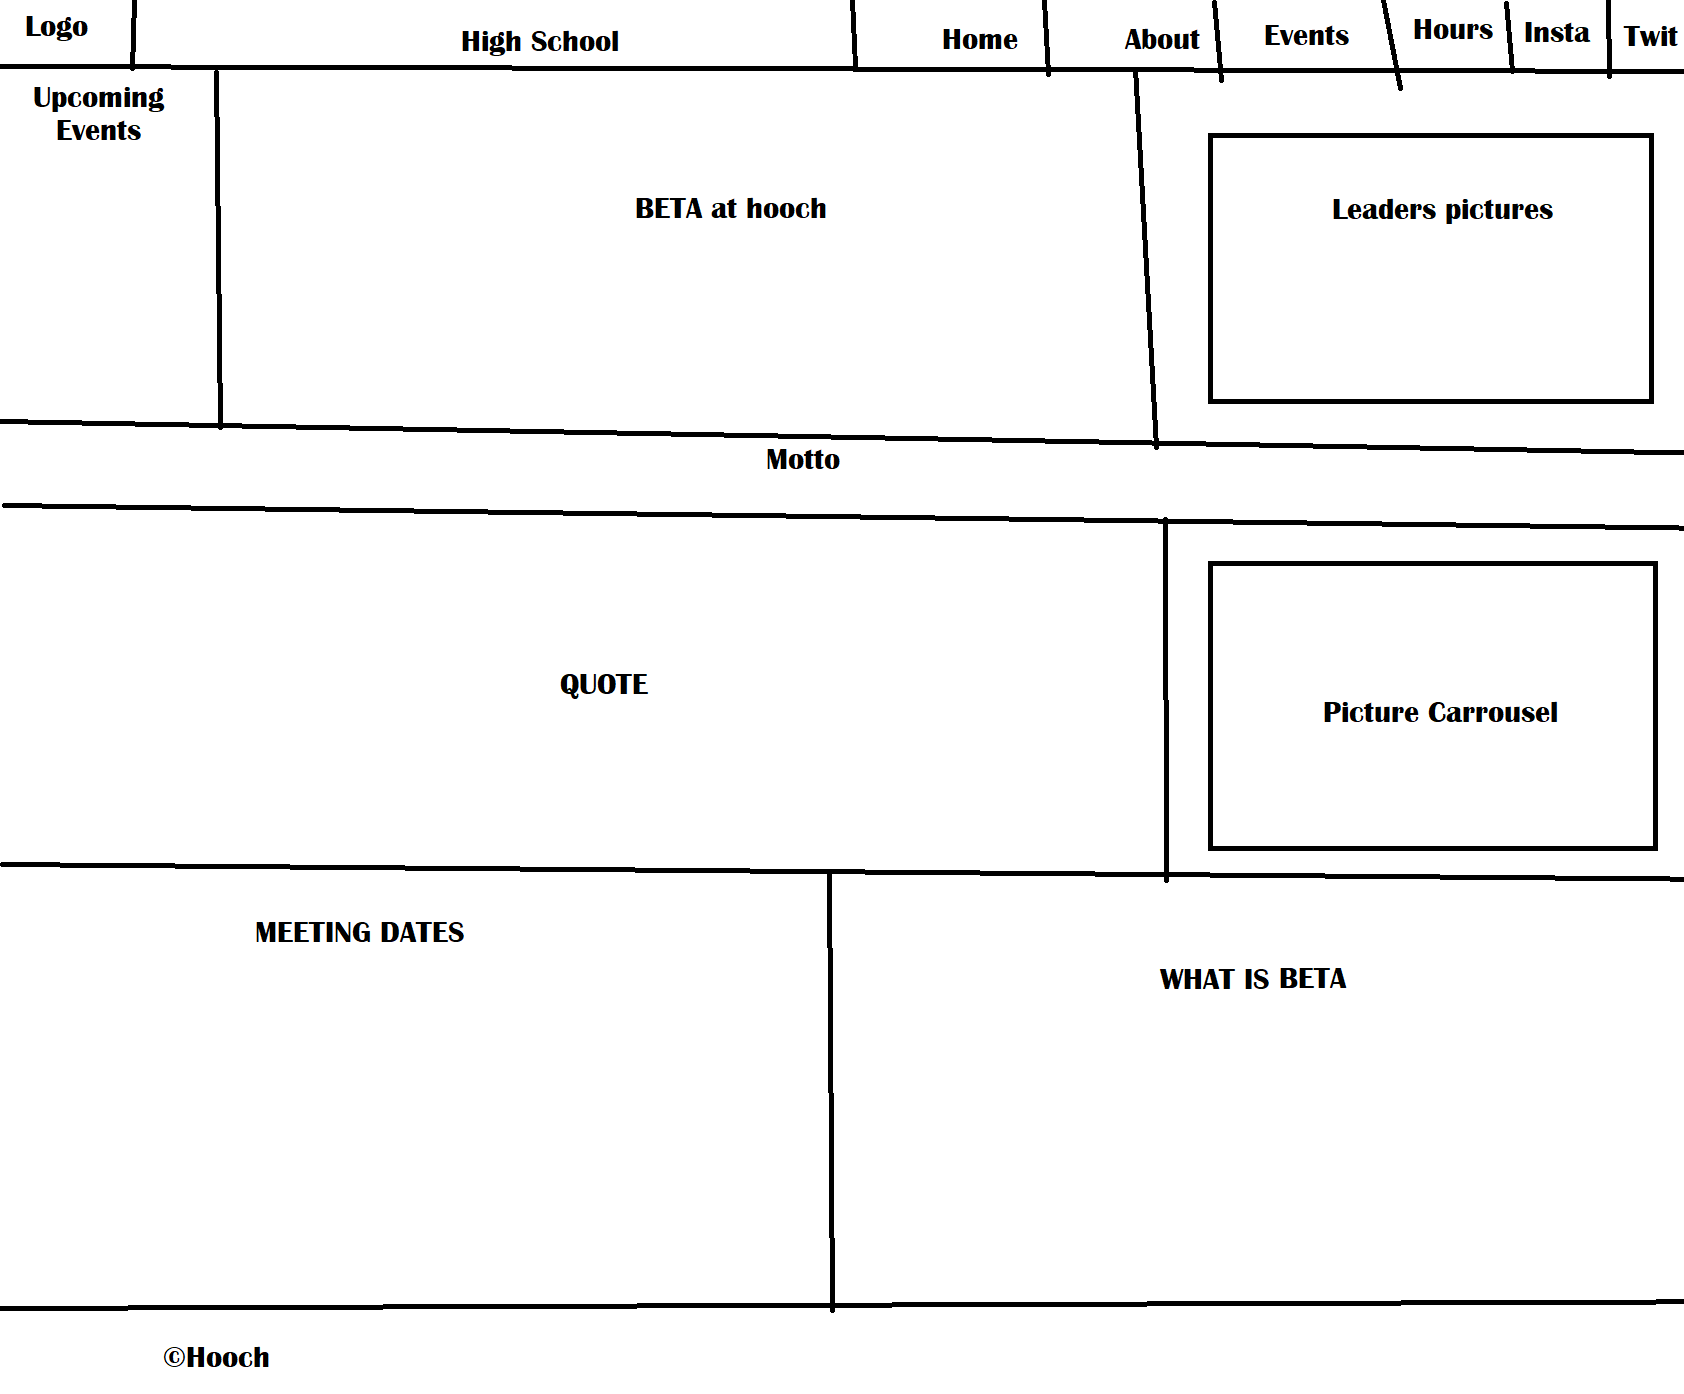 Logo
High School
Home
About
Events
Hours
Insta
Twit
Upcoming
Events
BETA at hooch
Leaders pictures
Motto
QUOTE
Picture Carrousel
MEETING DATES
WHAT IS BETA
©Hooch